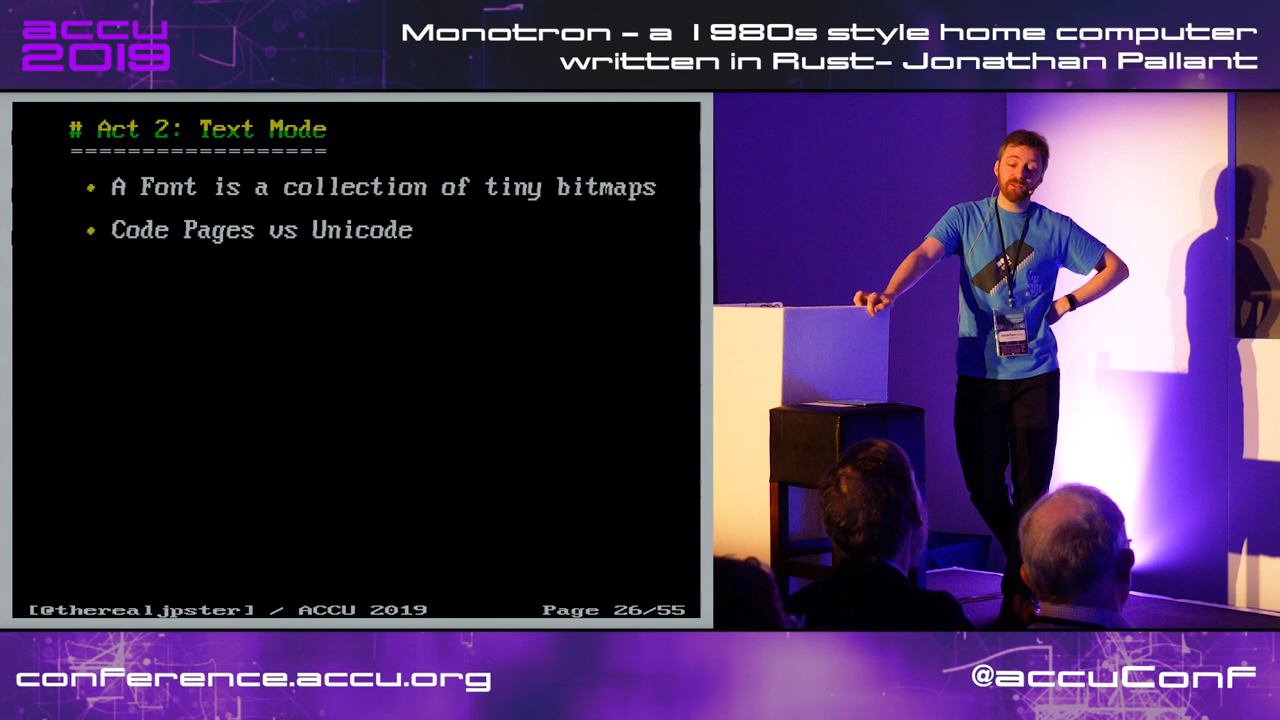 accu
2019
Monotron - a 1980s style home computer
written in Rust- Jonathan Pallant
# Act 2: Text Mode
==================
• A Font is a collection of tiny bitmaps
• Code Pages vs Unicode
[@therealjpster] / ACCU 2019
Page 26/55
conference.accu.org
@accuConf